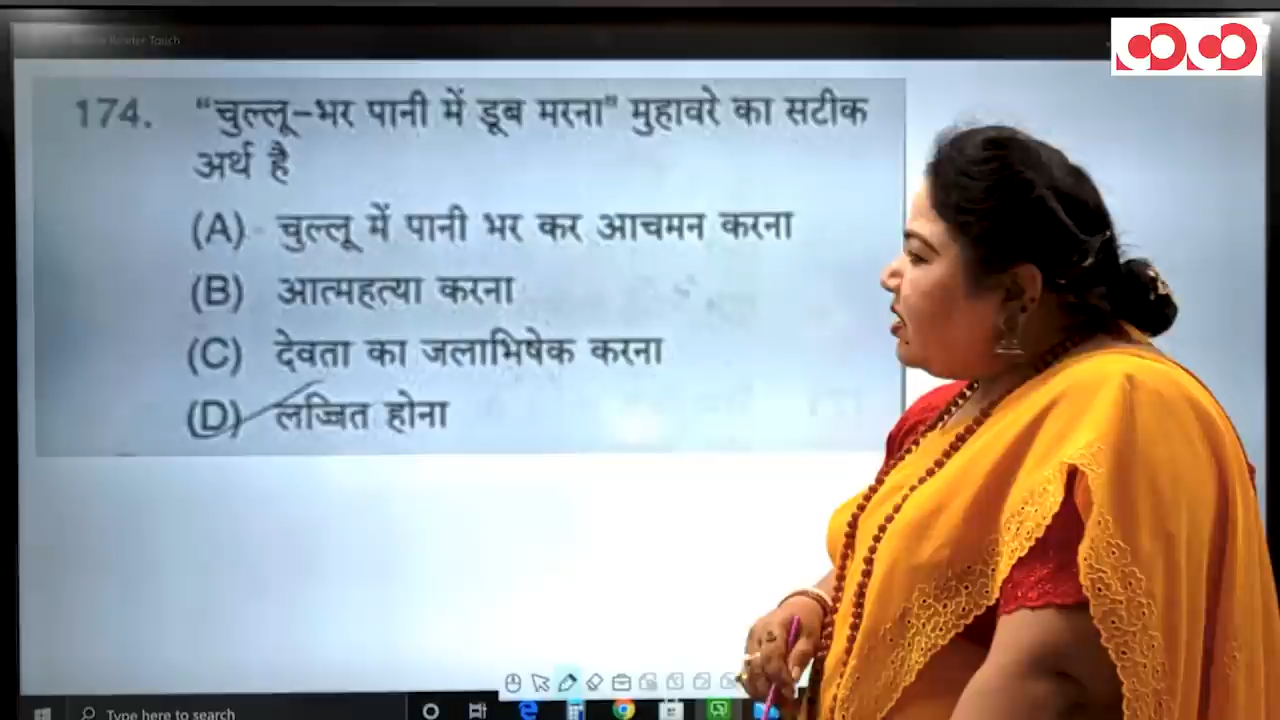 174. "चुल्लू-भर पानी में डूब मरना" मुहावरे का सटीक
अर्थ है
(A) चुल्लू में पानी भर कर आचमन करना
(B) आत्महत्या करना
(C) देवता का जलाभिषेक करना
(D) लज्जित होना
Type here to search